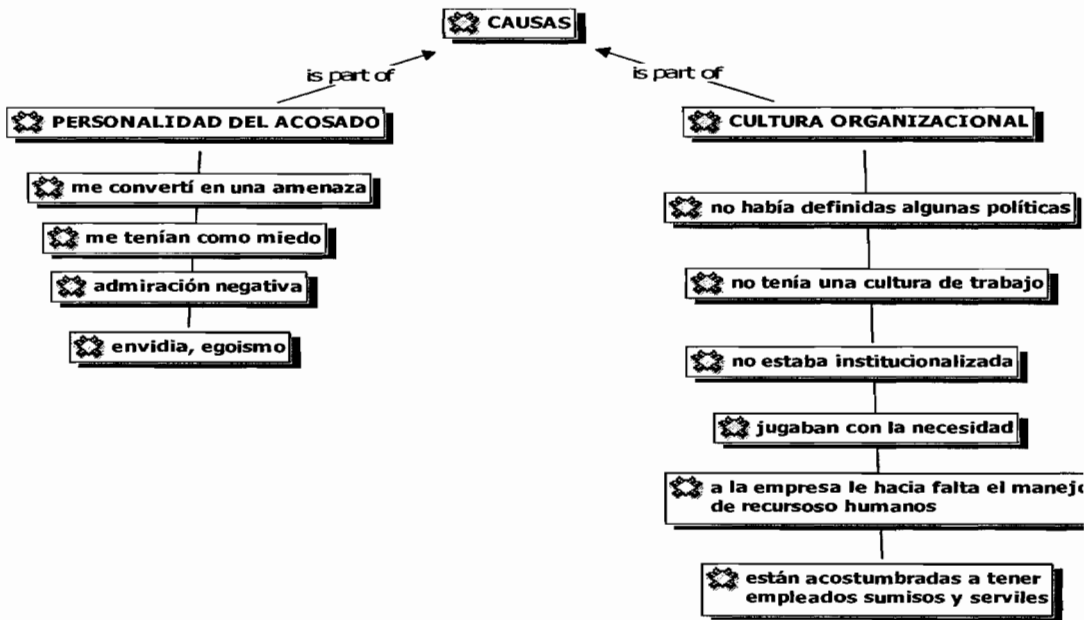 CAUSAS
is part of
is part of
PERSONALIDAD DEL ACOSADO
me convertí en una amenaza
me tenían como miedo
admiración negativa
envidia, egoismo
CULTURA ORGANIZACIONAL
no había definidas algunas políticas
no tenía una cultura de trabajo
no estaba institucionalizada
jugaban con la necesidad
a la empresa le hacia falta el manejo
de recursoso humanos
están acostumbradas a tener
empleados sumisos y serviles